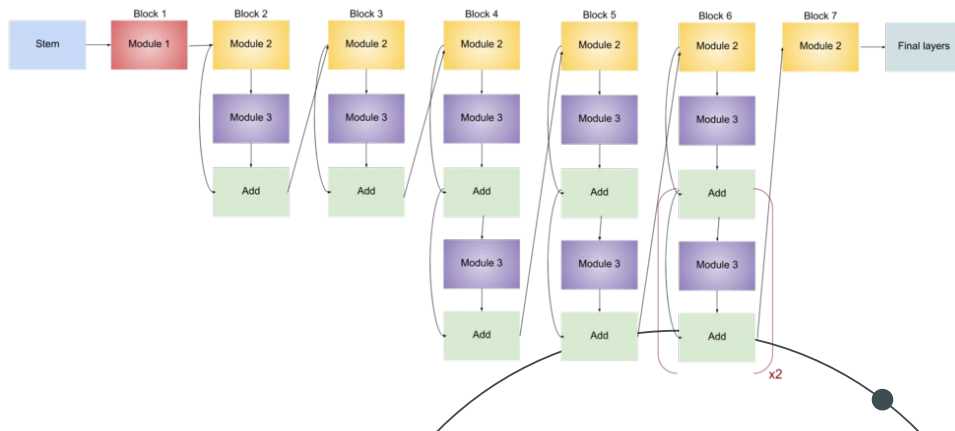 Block 1
Block 2
Block 3
Block 4
Block 5
Block 6
Block 7
Stem
Module 1
Module 2
Module 2
Module 2
Module 2
Module 2
Module 2
Final layers
Module 3
Module 3
Module 3
Module 3
Module 3
Add
Add
Add
Add
Add
Module 3
Module 3
Module 3
Add
Add
Add
x2